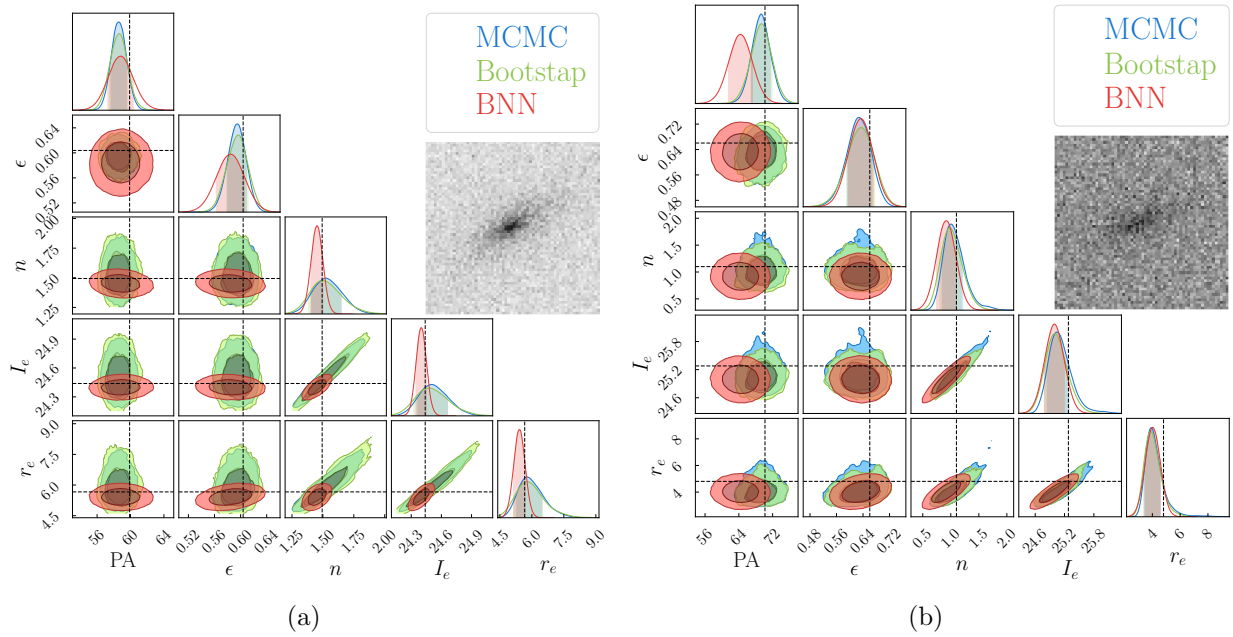 MCMC
Bootstap
BNN
ϵ
0.64
0.60
0.56
0.52
n
2.00
1.75
1.50
1.25
I_e
24.9
24.6
24.3
r_e
9.0
7.5
6.0
4.5
56 60 64
0.52 0.56 0.60 0.64
1.25 1.50 1.75 2.00
24.3 24.6 24.9
4.5 6.0 7.5 9.0
PA ϵ n I_e r_e
(a)
MCMC
Bootstap
BNN
ϵ
0.72
0.64
0.56
0.48
n
2.0
1.5
1.0
0.5
I_e
25.8
25.2
24.6
r_e
8
6
4
56 64 72
0.48 0.56 0.64 0.72
0.5 1.0 1.5 2.0
24.6 25.2 25.8
4 6 8
PA ϵ n I_e r_e
(b)